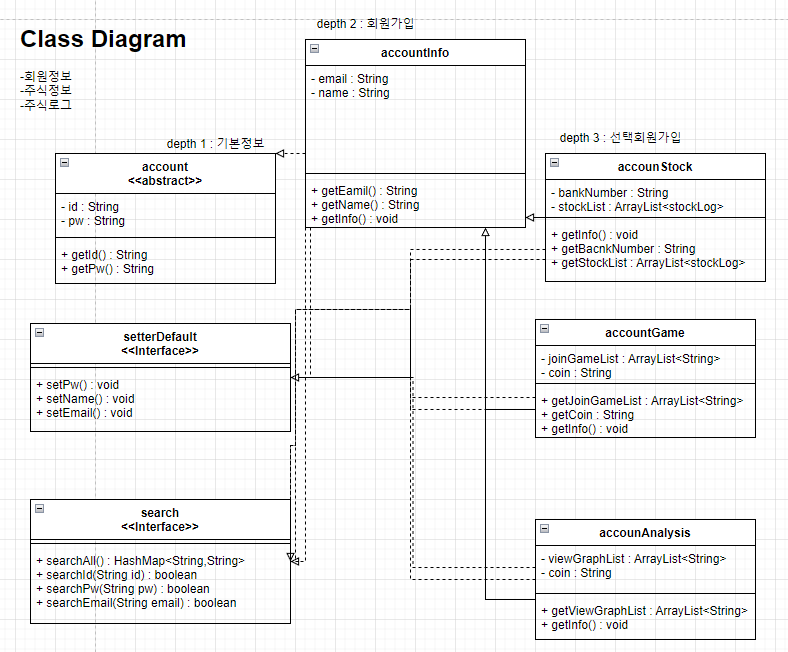 Class Diagram
-회원정보
-주식정보
-주식로그
depth 2 : 회원가입
accountInfo
- email : String
- name : String
+ getEamil() : String
+ getName() : String
+ getInfo() : void
depth 1 : 기본정보
account
<<abstract>>
- id : String
- pw : String
+ getId() : String
+ getPw() : String
depth 3 : 선택회원가입
accounStock
- bankNumber : String
- stockList : ArrayList<stockLog>
+ getInfo() : void
+ getBacnkNumber : String
+ getStockList : ArrayList<stockLog>
setterDefault
<<Interface>>
+ setPw() : void
+ setName() : void
+ setEmail() : void
accountGame
- joinGameList : ArrayList<String>
- coin : String
+ getJoinGameList : ArrayList<String>
+ getCoin : String
+ getInfo() : void
search
<<Interface>>
+ searchAll() : HashMap<String,String>
+ searchId(String id) : boolean
+ searchPw(String pw) : boolean
+ searchEmail(String email) : boolean
accounAnalysis
- viewGraphList : ArrayList<String>
- coin : String
+ getViewGraphList : ArrayList<String>
+ getInfo() : void